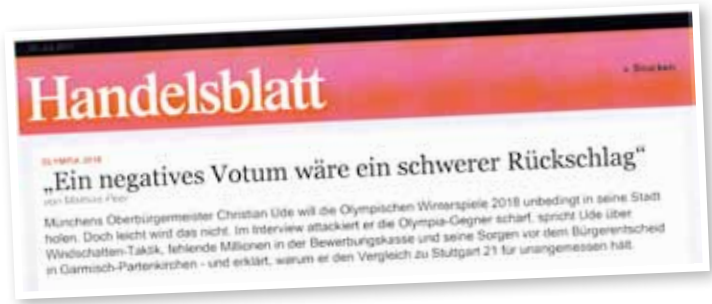 Handelsblatt
» Drucken
OLYMPIA 2018
„Ein negatives Votum wäre ein schwerer Rückschlag“
von Mathias Peer
Münchens Oberbürgermeister Christian Ude will die Olympischen Winterspiele 2018 unbedingt in seine Stadt
holen. Doch leicht wird das nicht. Im Interview attackiert er die Olympia-Gegner scharf, spricht Ude über
Windschatten-Taktik, fehlende Millionen in der Bewerbungskasse und seine Sorgen vor dem Bürgerentscheid
in Garmisch-Partenkirchen - und erklärt, warum er den Vergleich zu Stuttgart 21 für unangemessen hält.